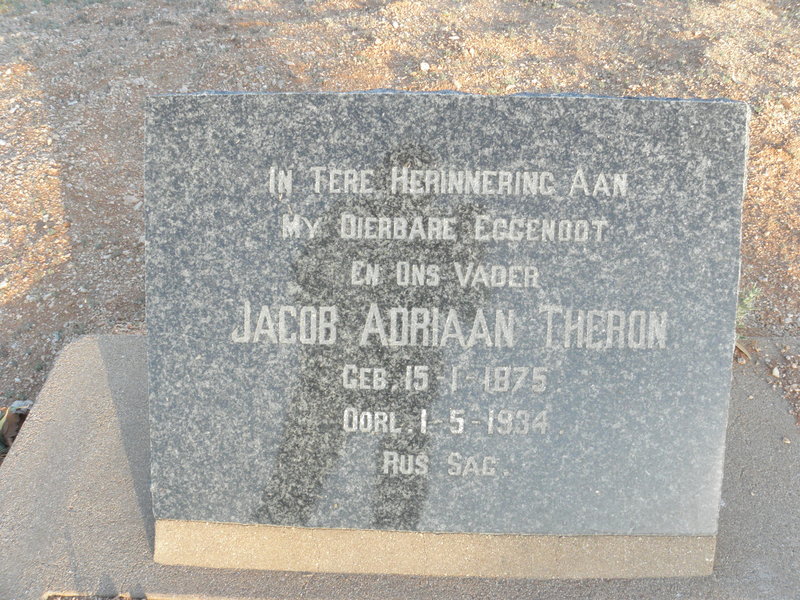 IN TERE HERINNERING AAN
MY DIERBARE EGGENOOT
EN ONS VADER
JACOB ADRIAAN THERON
GEB. 15-1-1875
OORL. 1-5-1934
RUS SAG.